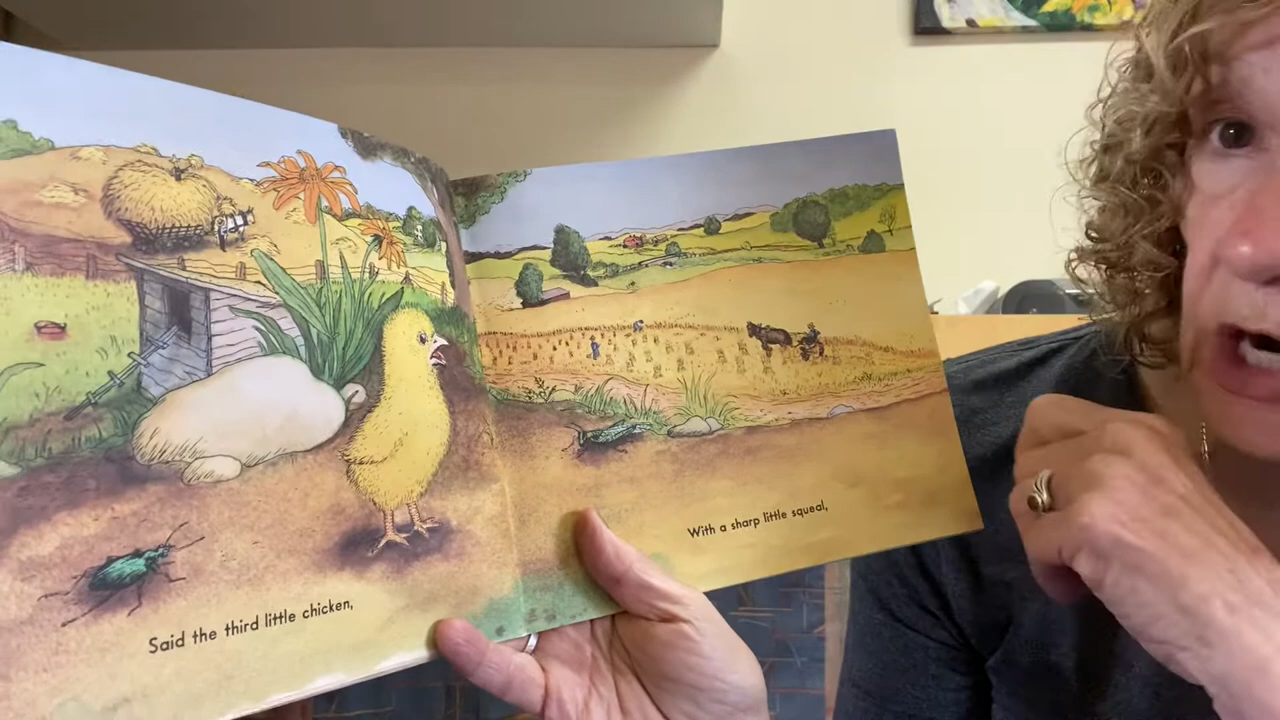 Said the third little chicken,
With a sharp little squeal,